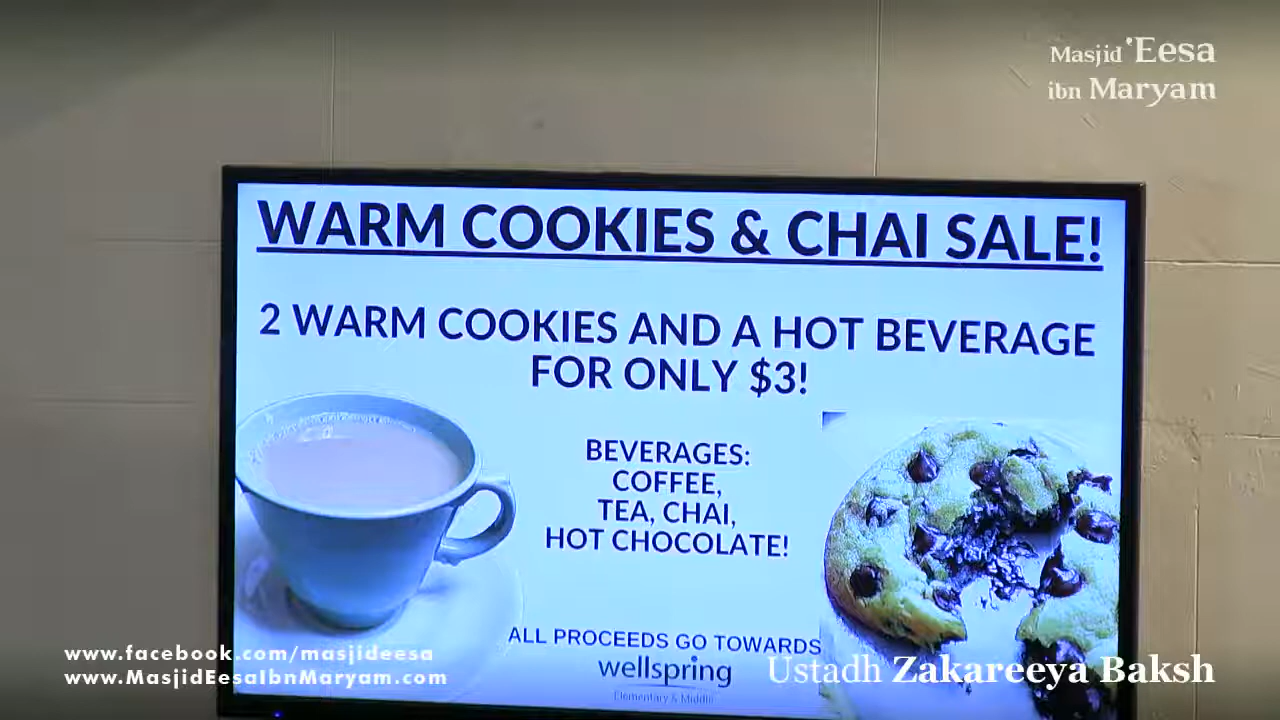 Masjid 'Eesa
ibn Maryam
WARM COOKIES & CHAI SALE!
2 WARM COOKIES AND A HOT BEVERAGE
FOR ONLY $3!
BEVERAGES:
COFFEE,
TEA, CHAI,
HOT CHOCOLATE!
ALL PROCEEDS GO TOWARDS
wellspring
Elementary & Middle
www.facebook.com/masjideesa
www.MasjidEesaIbnMaryam.com
Ustadh Zakareeya Baksh